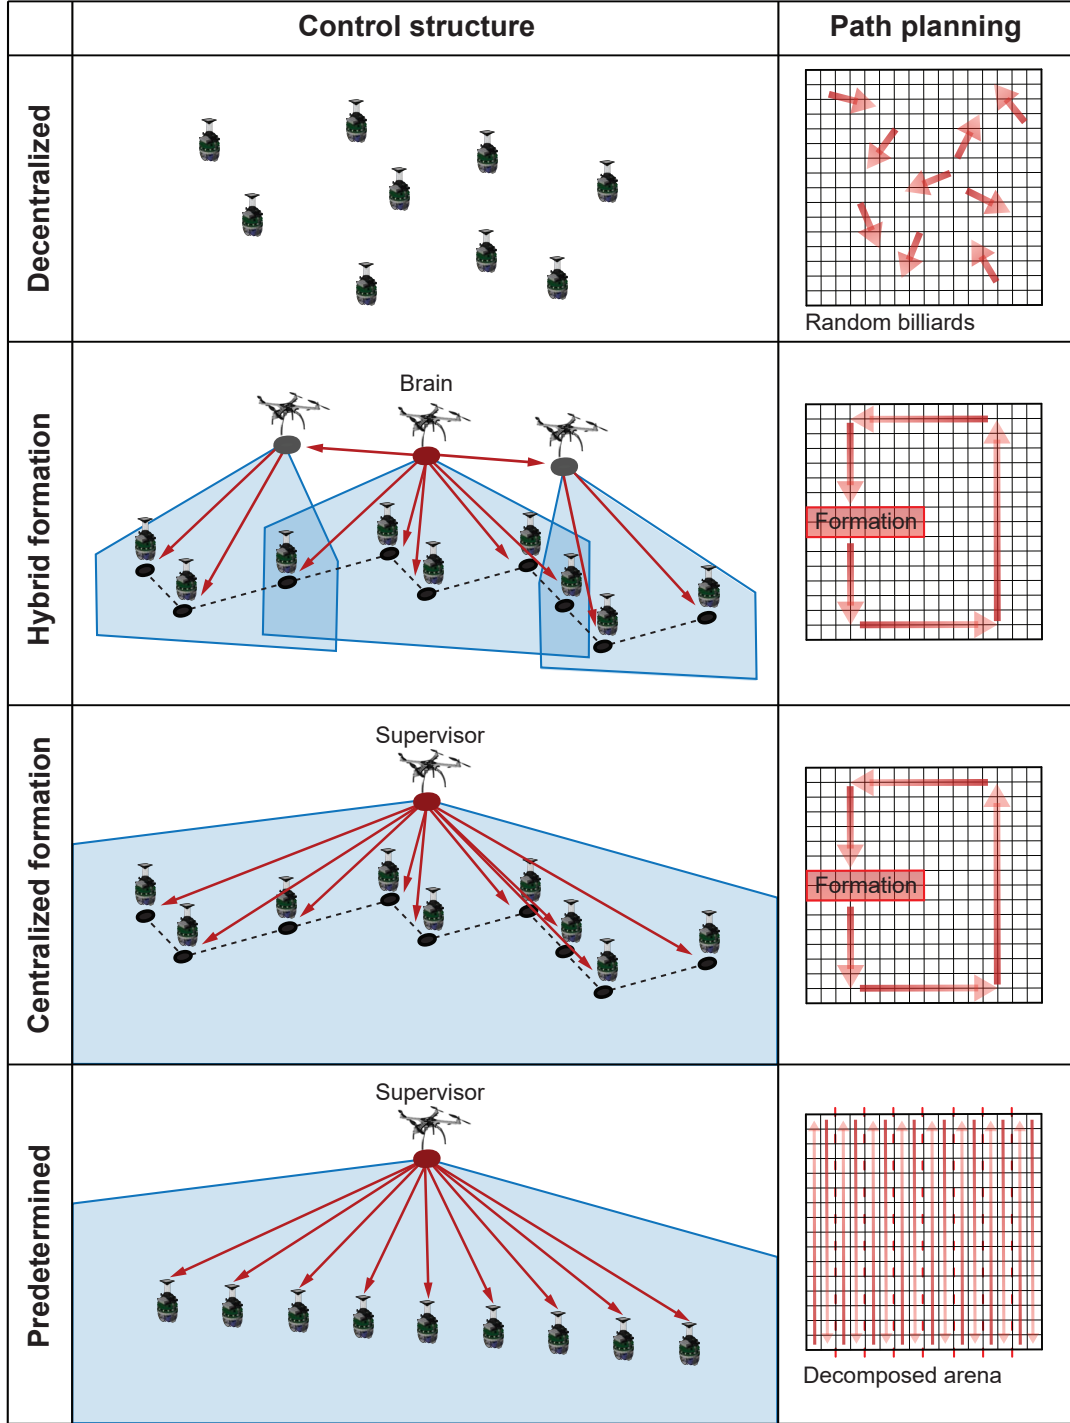 Control structure
Path planning
Decentralized
Random billiards
Hybrid formation
Brain
Formation
Centralized formation
Supervisor
Formation
Predetermined
Supervisor
Decomposed arena